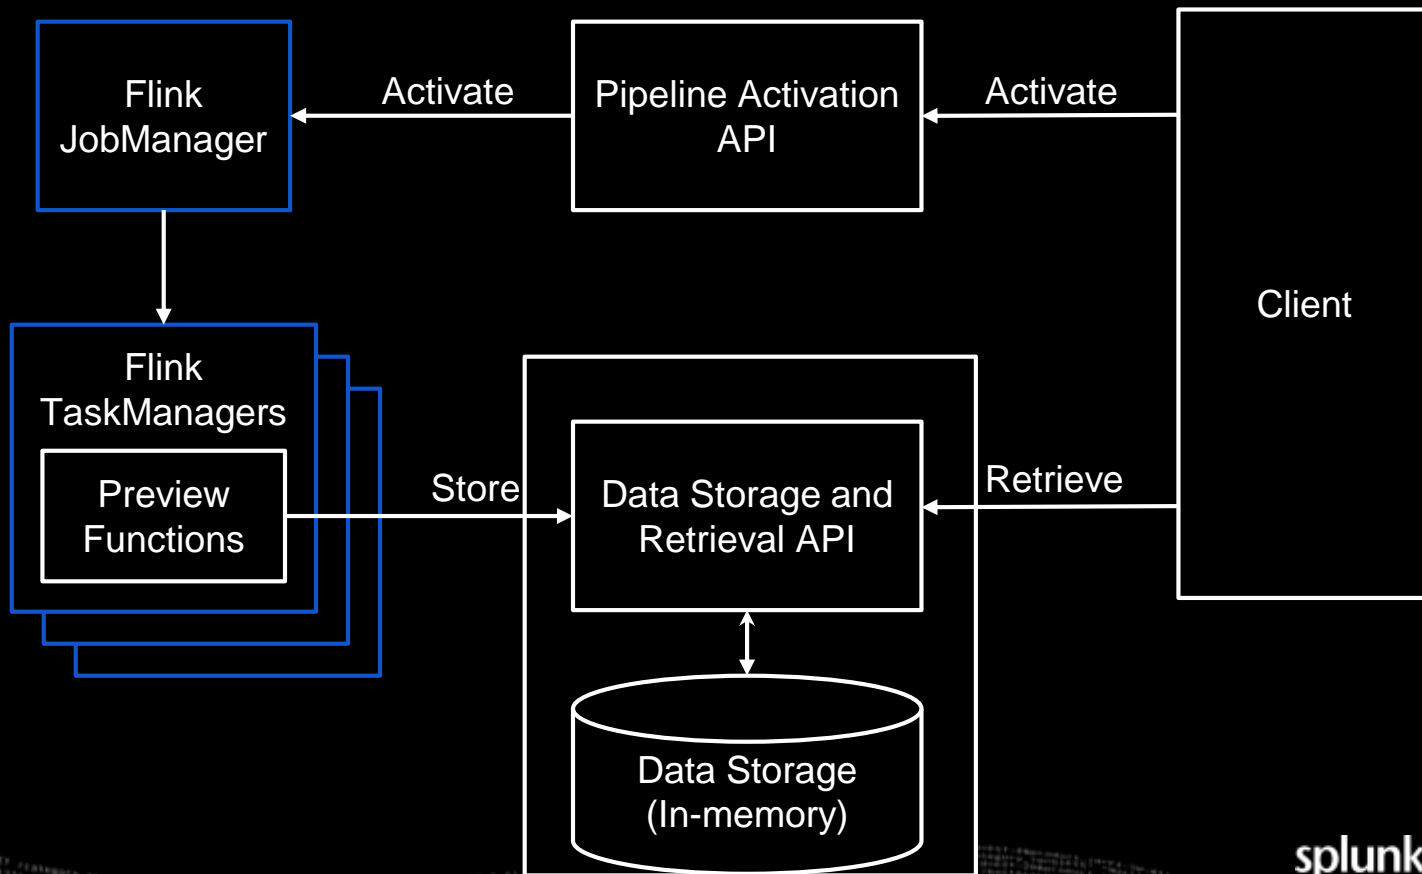 Flink
JobManager
Activate
Pipeline Activation
API
Activate
Client
Flink
TaskManagers
Preview
Functions
Store
Data Storage and
Retrieval API
Retrieve
Data Storage
(In-memory)
splunk